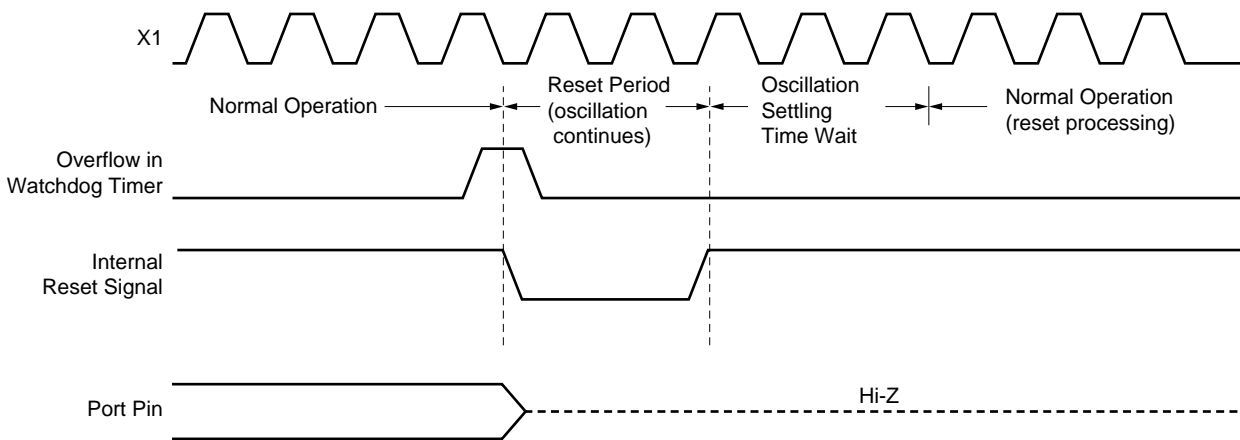 X1
Normal Operation
Reset Period
(oscillation
continues)
Oscillation
Settling
Time Wait
Normal Operation
(reset processing)
Overflow in
Watchdog Timer
Internal
Reset Signal
Port Pin
Hi-Z